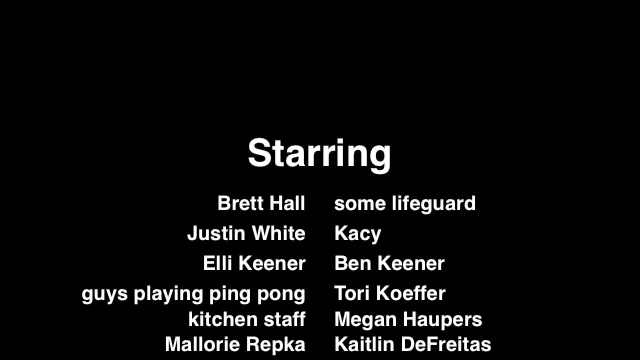 Starring
Brett Hall some lifeguard
Justin White Kacy
Elli Keener Ben Keener
guys playing ping pong Tori Koeffer
kitchen staff Megan Haupers
Mallorie Repka Kaitlin DeFreitas